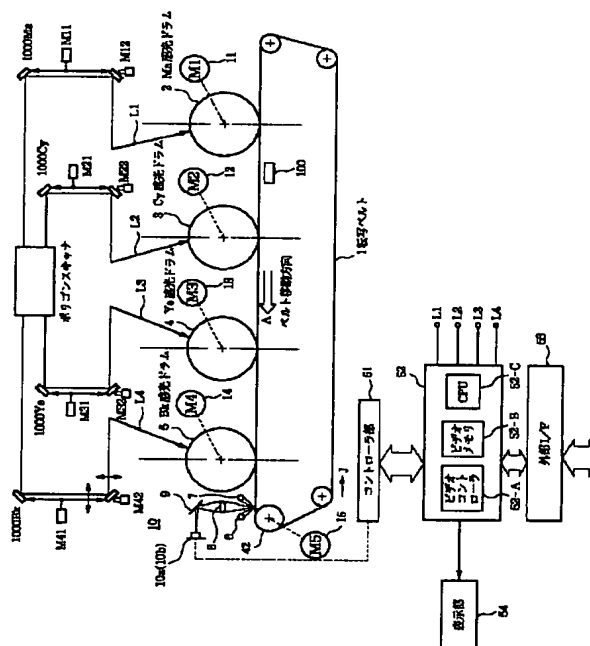 1000Bk
1000Ye
ポリゴンスキャナ
1000Cy
1000Ma
M41
M31
M21
M11
M42
M32
M22
M12
L4
L3
L2
L1
5 Bk感光ドラム
4 Ye感光ドラム
3 Cy感光ドラム
2 Ma感光ドラム
M4
14
M3
13
M2
12
M1
11
10
9
8
7
6
10a(10b)
A
ベルト移動方向
100
42
J
M5
15
1転写ベルト
51
コントローラ部
52
L1
L2
L3
L4
ビデオコントローラ
ビデオメモリ
CPU
52-A
52-B
52-C
53
外部I/F
表示部
54